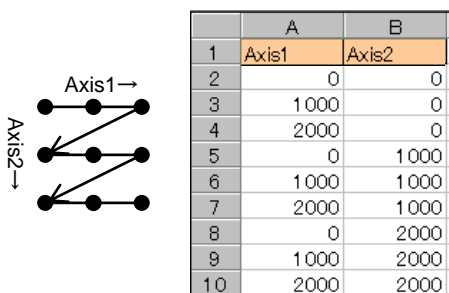 Axis1→
Axis2→
A B
1 Axis1 Axis2
2 0 0
3 1000 0
4 2000 0
5 0 1000
6 1000 1000
7 2000 1000
8 0 2000
9 1000 2000
10 2000 2000